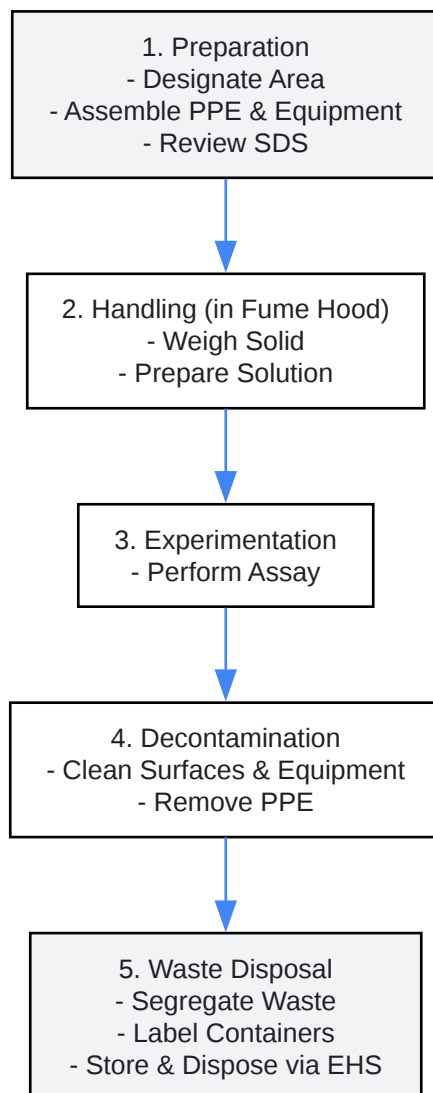 1. Preparation
- Designate Area
- Assemble PPE & Equipment
- Review SDS
2. Handling (in Fume Hood)
- Weigh Solid
- Prepare Solution
3. Experimentation
- Perform Assay
4. Decontamination
- Clean Surfaces & Equipment
- Remove PPE
5. Waste Disposal
- Segregate Waste
- Label Containers
- Store & Dispose via EHS